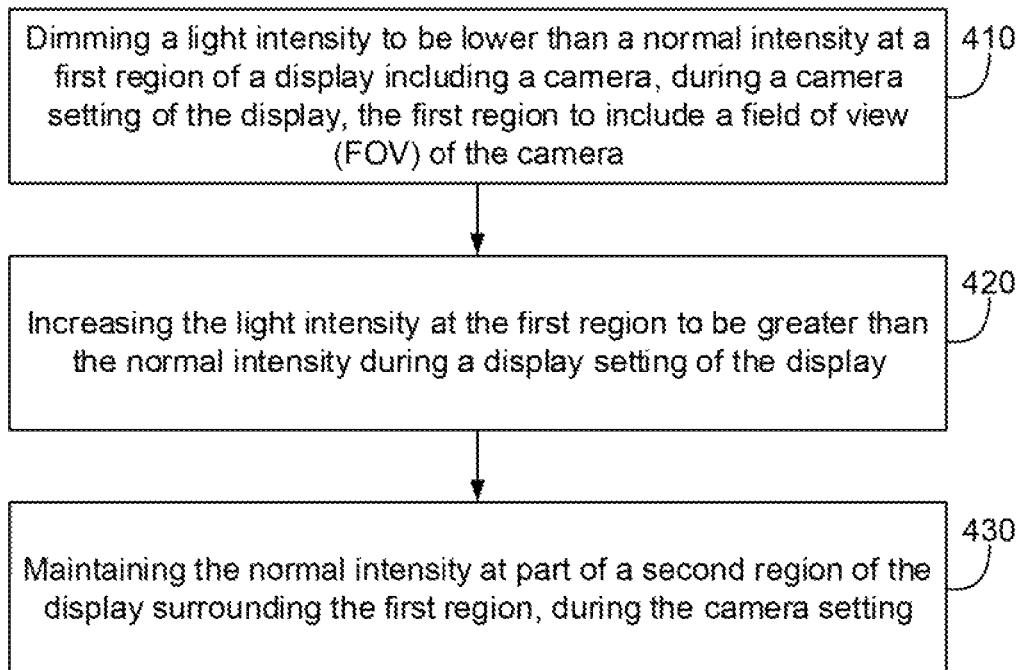 Dimming a light intensity to be lower than a normal intensity at a
first region of a display including a camera, during a camera
setting of the display, the first region to include a field of view
(FOV) of the camera
410
Increasing the light intensity at the first region to be greater than
the normal intensity during a display setting of the display
420
Maintaining the normal intensity at part of a second region of the
display surrounding the first region, during the camera setting
430